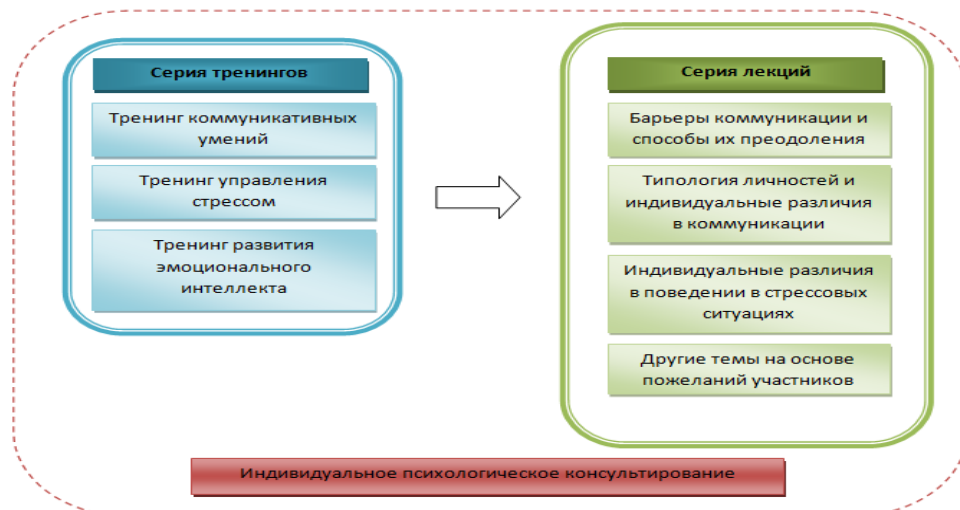 Серия тренингов
Тренинг коммуникативных
умений
Тренинг управления
стрессом
Тренинг развития
эмоционального
интеллекта
Серия лекций
Барьеры коммуникации и
способы их преодоления
Типология личностей и
индивидуальные различия
в коммуникации
Индивидуальные различия
в поведении в стрессовых
ситуациях
Другие темы на основе
пожеланий участников
Индивидуальное психологическое консультирование